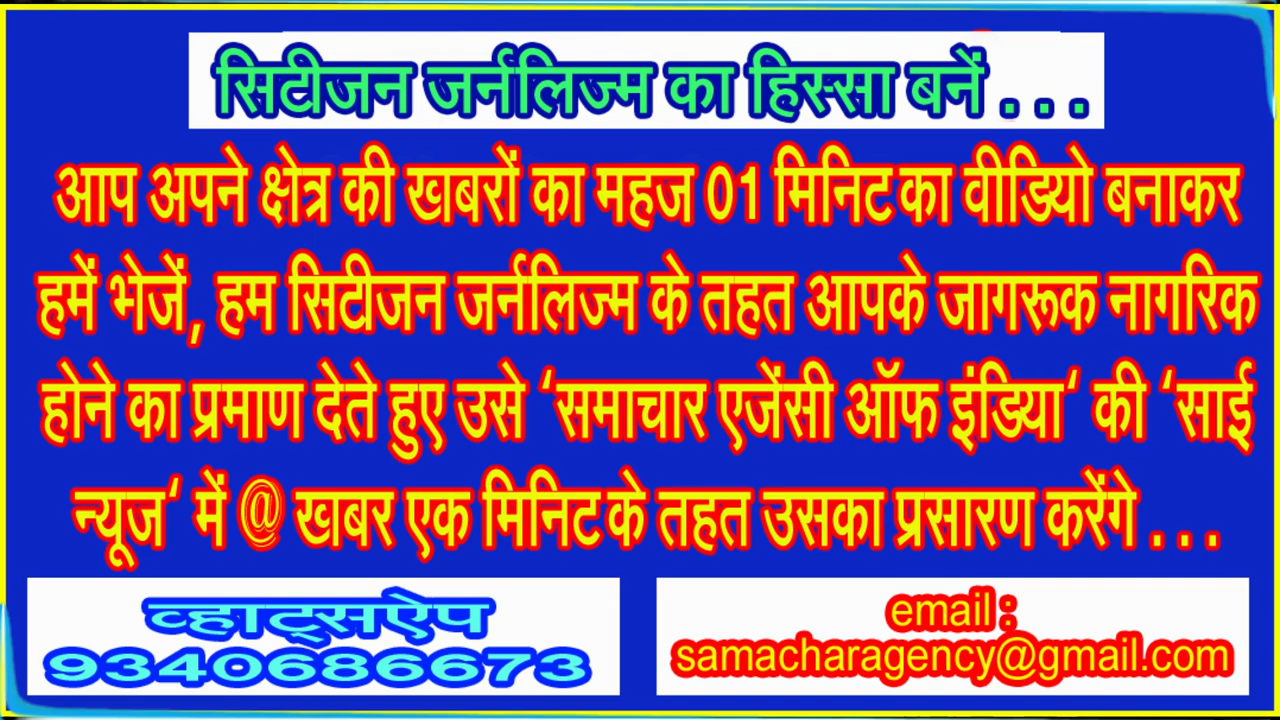 सिटीजन जर्नलिज्म का हिस्सा बनें . . .
आप अपने क्षेत्र की खबरों का महज 01 मिनिट का वीडियो बनाकर
हमें भेजें, हम सिटीजन जर्नलिज्म के तहत आपके जागरूक नागरिक
होने का प्रमाण देते हुए उसे ‘समाचार एजेंसी ऑफ इंडिया‘ की ‘साई
न्यूज‘ में @ खबर एक मिनिट के तहत उसका प्रसारण करेंगे . . .
व्हाट्सऐप
9340686673
email :
samacharagency@gmail.com